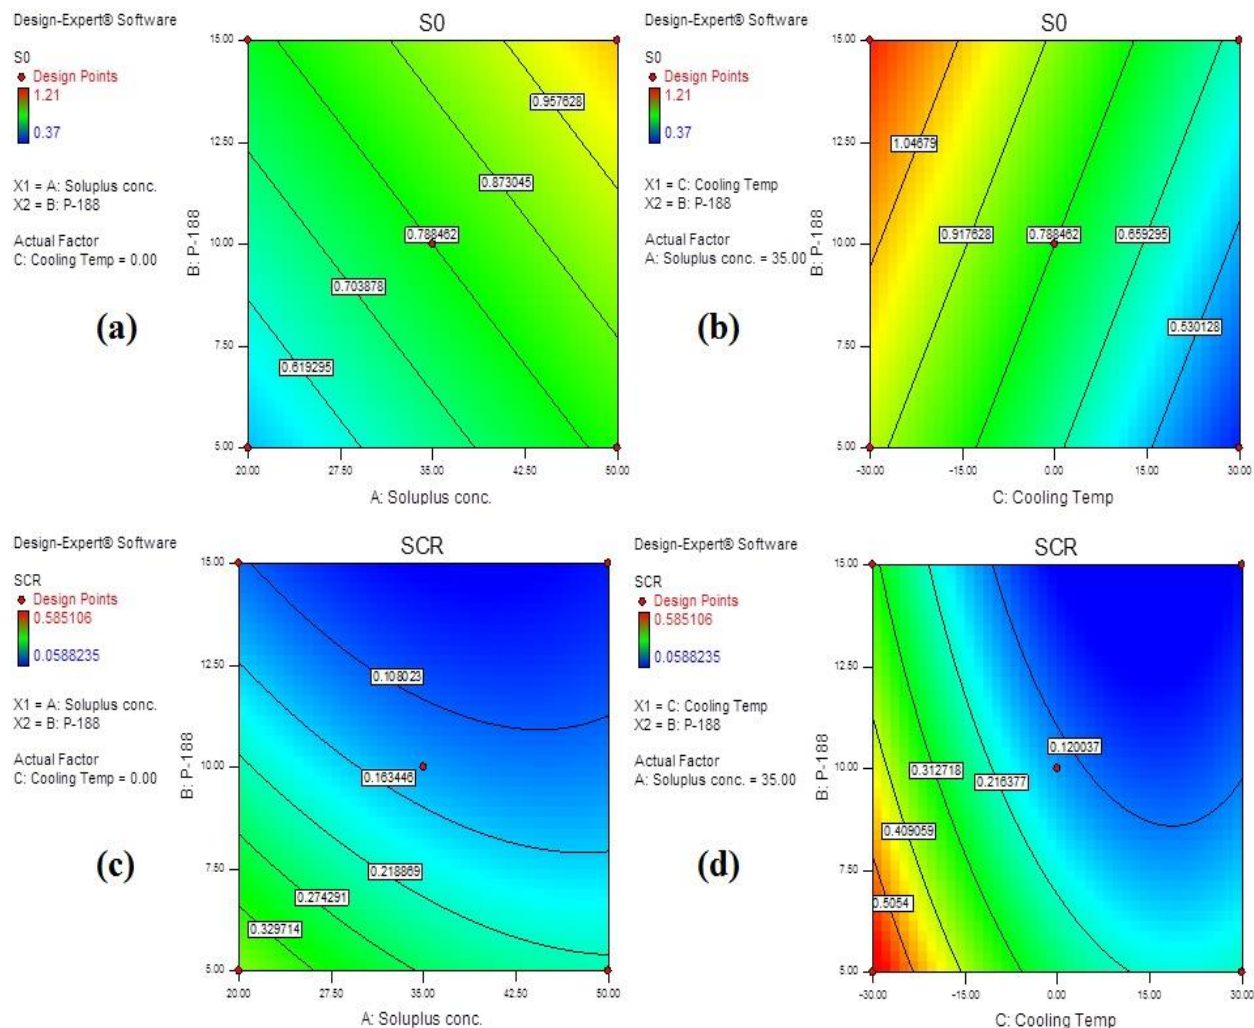 Design-Expert® Software
S0
S0
Design Points
1.21
0.37
X1 = A: Soluplus conc.
X2 = B: P-188
Actual Factor
C: Cooling Temp = 0.00
(a)
B: P-188
15.00
12.50
10.00
7.50
5.00
0.957628
0.873045
0.788462
0.703878
0.619295
20.00 27.50 35.00 42.50 50.00
A: Soluplus conc.
Design-Expert® Software
S0
S0
Design Points
1.21
0.37
X1 = C: Cooling Temp
X2 = B: P-188
Actual Factor
A: Soluplus conc. = 35.00
(b)
B: P-188
15.00
12.50
10.00
7.50
5.00
1.04679
0.917628
0.788462
0.659295
0.530128
-30.00 -15.00 0.00 15.00 30.00
C: Cooling Temp
Design-Expert® Software
SCR
SCR
Design Points
0.585106
0.0588235
X1 = A: Soluplus conc.
X2 = B: P-188
Actual Factor
C: Cooling Temp = 0.00
(c)
B: P-188
15.00
12.50
10.00
7.50
5.00
0.108023
0.163446
0.218869
0.274291
0.329714
20.00 27.50 35.00 42.50 50.00
A: Soluplus conc.
Design-Expert® Software
SCR
SCR
Design Points
0.585106
0.0588235
X1 = C: Cooling Temp
X2 = B: P-188
Actual Factor
A: Soluplus conc. = 35.00
(d)
B: P-188
15.00
12.50
10.00
7.50
5.00
0.120037
0.312718
0.216377
0.409059
0.5054
-30.00 -15.00 0.00 15.00 30.00
C: Cooling Temp